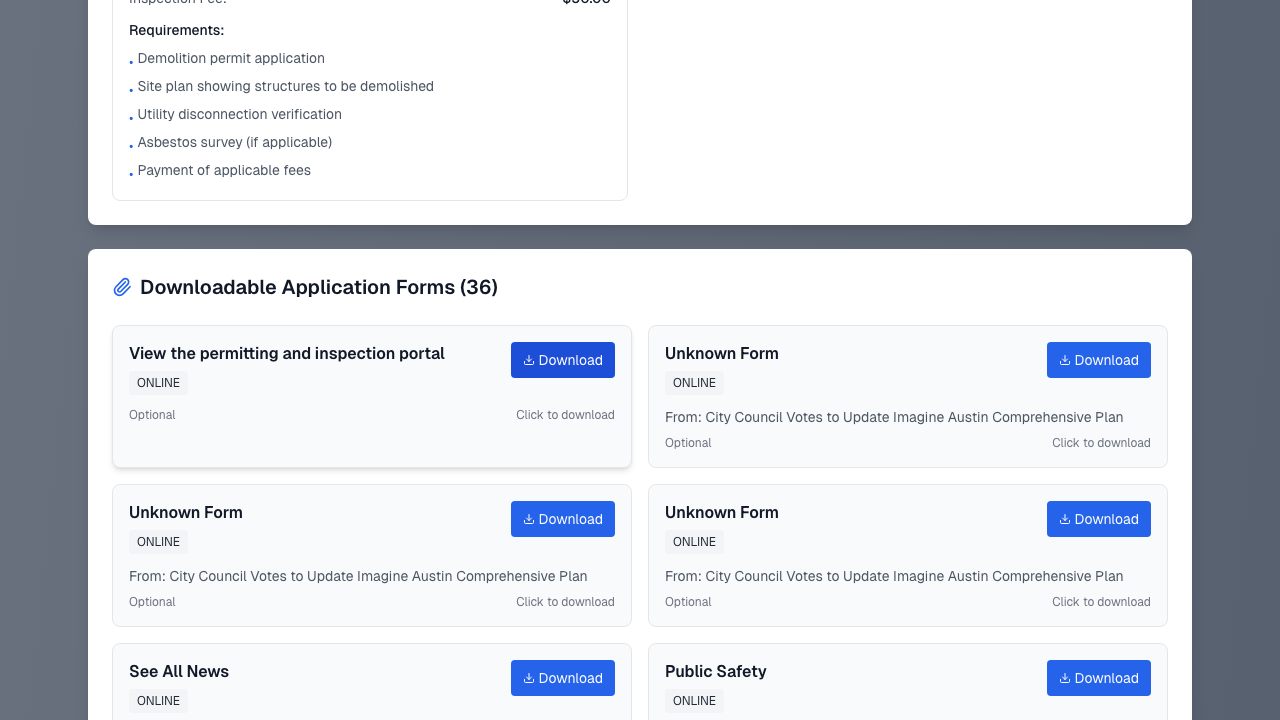 Requirements:
Demolition permit application
Site plan showing structures to be demolished
Utility disconnection verification
Asbestos survey (if applicable)
Payment of applicable fees
Downloadable Application Forms (36)
View the permitting and inspection portal
Download
ONLINE
Optional
Click to download
Unknown Form
Download
ONLINE
From: City Council Votes to Update Imagine Austin Comprehensive Plan
Optional
Click to download
Unknown Form
Download
ONLINE
From: City Council Votes to Update Imagine Austin Comprehensive Plan
Optional
Click to download
Unknown Form
Download
ONLINE
From: City Council Votes to Update Imagine Austin Comprehensive Plan
Optional
Click to download
See All News
Download
ONLINE
Public Safety
Download
ONLINE